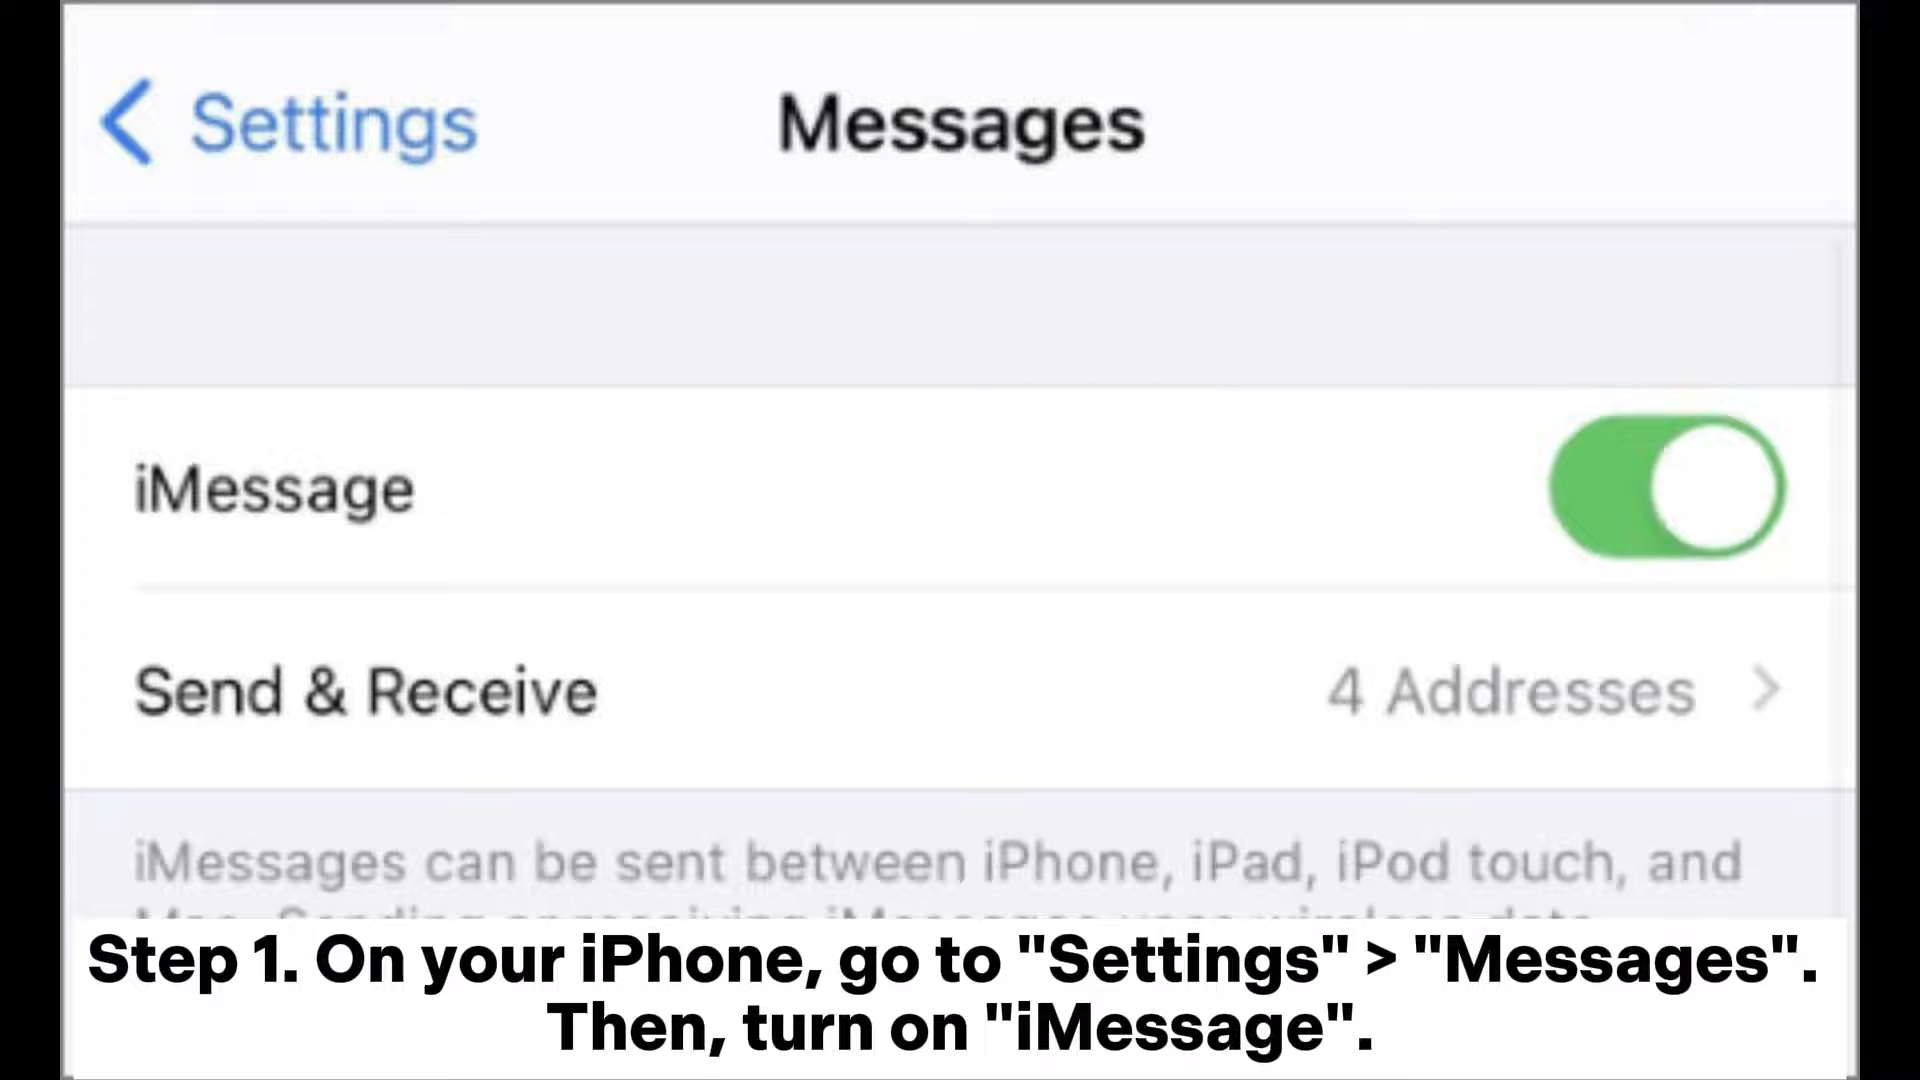 Settings
Messages
iMessage
Send & Receive
4 Addresses
iMessages can be sent between iPhone, iPad, iPod touch, and
Step 1. On your iPhone, go to "Settings" > "Messages".
Then, turn on "iMessage".